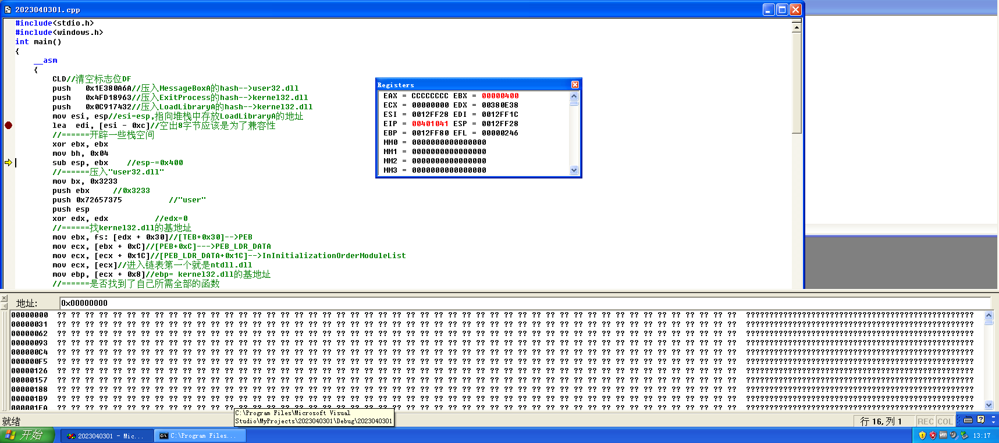 2023040301.cpp
#include<stdio.h>
#include<windows.h>
int main()
{
__asm
{
CLD//清空标志位DF
push   0x1E380A6A//压入MessageBoxA的hash-->user32.dll
push   0x4FD18963//压入ExitProcess的hash-->kernel32.dll
push   0x0C917432//压入LoadLibraryA的hash-->kernel32.dll
mov esi, esp//esi=esp,指向堆栈中存放LoadLibraryA的地址
lea  edi, [esi - 0xc]//空出8字节应该是为了兼容性
//======开辟一些栈空间
xor ebx, ebx
mov bh, 0x04
sub esp, ebx    //esp-=0x400
//======压入"user32.dll"
mov bx, 0x3233
push ebx     //0x3233
push 0x72657375          //"user"
push esp
xor edx, edx          //edx=0
//======找kernel32.dll的基地址
mov ebx, fs: [edx + 0x30]//[TEB+0x30]-->PEB
mov ecx, [ebx + 0xC]//[PEB+0xC]--->PEB_LDR_DATA
mov ecx, [ecx + 0x1C]//[PEB_LDR_DATA+0x1C]-->InInitializationOrderModuleList
mov ecx, [ecx]//进入链表第一个就是ntdll.dll
mov ebp, [ecx + 0x8]//ebp= kernel32.dll的基地址
//======是否找到了自己所需全部的函数
Registers
EAX = CCCCCCCC EBX = 00000400
ECX = 00000000 EDX = 00380E38
ESI = 0012FF28 EDI = 0012FF1C
EIP = 00401041 ESP = 0012FF28
EBP = 0012FF80 EFL = 00000246
MM0 = 0000000000000000
MM1 = 0000000000000000
MM2 = 0000000000000000
MM3 = 0000000000000000
地址: 0x00000000
00000000 ?? ?? ?? ?? ?? ?? ?? ?? ?? ?? ?? ?? ?? ?? ?? ?? ?? ?? ?? ?? ?? ?? ?? ?? ?? ?? ?? ?? ?? ?? ?? ?? ?? ?? ?? ?? ?? ?? ?? ?? ?? ?? ?? ?? ?? ?? ?? ?? ?? ?????????????????????????????????????????????????
00000031 ?? ?? ?? ?? ?? ?? ?? ?? ?? ?? ?? ?? ?? ?? ?? ?? ?? ?? ?? ?? ?? ?? ?? ?? ?? ?? ?? ?? ?? ?? ?? ?? ?? ?? ?? ?? ?? ?? ?? ?? ?? ?? ?? ?? ?? ?? ?? ?? ?? ?????????????????????????????????????????????????
00000062 ?? ?? ?? ?? ?? ?? ?? ?? ?? ?? ?? ?? ?? ?? ?? ?? ?? ?? ?? ?? ?? ?? ?? ?? ?? ?? ?? ?? ?? ?? ?? ?? ?? ?? ?? ?? ?? ?? ?? ?? ?? ?? ?? ?? ?? ?? ?? ?? ?? ?????????????????????????????????????????????????
00000093 ?? ?? ?? ?? ?? ?? ?? ?? ?? ?? ?? ?? ?? ?? ?? ?? ?? ?? ?? ?? ?? ?? ?? ?? ?? ?? ?? ?? ?? ?? ?? ?? ?? ?? ?? ?? ?? ?? ?? ?? ?? ?? ?? ?? ?? ?? ?? ?? ?? ?????????????????????????????????????????????????
000000C4 ?? ?? ?? ?? ?? ?? ?? ?? ?? ?? ?? ?? ?? ?? ?? ?? ?? ?? ?? ?? ?? ?? ?? ?? ?? ?? ?? ?? ?? ?? ?? ?? ?? ?? ?? ?? ?? ?? ?? ?? ?? ?? ?? ?? ?? ?? ?? ?? ?? ?????????????????????????????????????????????????
000000F5 ?? ?? ?? ?? ?? ?? ?? ?? ?? ?? ?? ?? ?? ?? ?? ?? ?? ?? ?? ?? ?? ?? ?? ?? ?? ?? ?? ?? ?? ?? ?? ?? ?? ?? ?? ?? ?? ?? ?? ?? ?? ?? ?? ?? ?? ?? ?? ?? ?? ?????????????????????????????????????????????????
00000126 ?? ?? ?? ?? ?? ?? ?? ?? ?? ?? ?? ?? ?? ?? ?? ?? ?? ?? ?? ?? ?? ?? ?? ?? ?? ?? ?? ?? ?? ?? ?? ?? ?? ?? ?? ?? ?? ?? ?? ?? ?? ?? ?? ?? ?? ?? ?? ?? ?? ?????????????????????????????????????????????????
00000157 ?? ?? ?? ?? ?? ?? ?? ?? ?? ?? ?? ?? ?? ?? ?? ?? ?? ?? ?? ?? ?? ?? ?? ?? ?? ?? ?? ?? ?? ?? ?? ?? ?? ?? ?? ?? ?? ?? ?? ?? ?? ?? ?? ?? ?? ?? ?? ?? ?? ?????????????????????????????????????????????????
00000188 ?? ?? ?? ?? ?? ?? ?? ?? ?? ?? ?? ?? ?? ?? ?? ?? ?? ?? ?? ?? ?? ?? ?? ?? ?? ?? ?? ?? ?? ?? ?? ?? ?? ?? ?? ?? ?? ?? ?? ?? ?? ?? ?? ?? ?? ?? ?? ?? ?? ?????????????????????????????????????????????????
000001B9 ?? ?? ?? ?? ?? ?? ?? ?? ?? ?? ?? ?? ?? ?? ?? ?? ?? ?? ?? ?? ?? ?? ?? ?? ?? ?? ?? ?? ?? ?? ?? ?? ?? ?? ?? ?? ?? ?? ?? ?? ?? ?? ?? ?? ?? ?? ?? ?? ?? ?????????????????????????????????????????????????
000001EA
C:\Program Files\Microsoft Visual
Studio\MyProjects\2023040301\Debug\2023040301
就绪
行 16,列 1
REC COL
开始
2023040301 - Mic...
C:\Program Files...
13:17